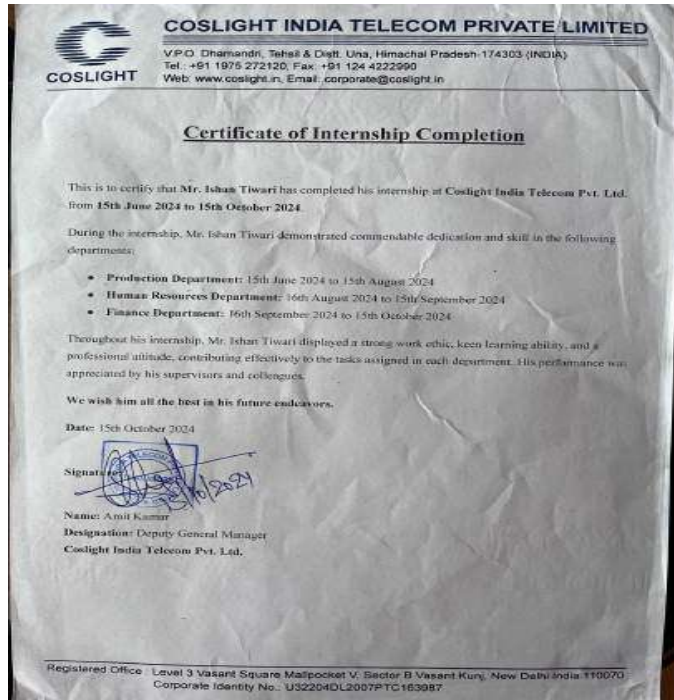 COSLIGHT INDIA TELECOM PRIVATE LIMITED
V.P.O. Dhamandri, Tehsil & Distt. Una, Himachal Pradesh-174303 (INDIA)
Tel.: +91 1975 272120, Fax: +91 124 4222990
COSLIGHT
Web: www.coslight.in, Email: corporate@coslight.in
Certificate of Internship Completion
This is to certify that Mr. Ishan Tiwari has completed his internship at Coslight India Telecom Pvt. Ltd.
from 15th June 2024 to 15th October 2024.
During the internship, Mr. Ishan Tiwari demonstrated commendable dedication and skill in the following
departments:
• Production Department: 15th June 2024 to 15th August 2024
• Human Resources Department: 16th August 2024 to 15th September 2024
• Finance Department: 16th September 2024 to 15th October 2024
Throughout his internship, Mr. Ishan Tiwari displayed a strong work ethic, keen learning ability, and a
professional attitude, contributing effectively to the tasks assigned in each department. His performance was
appreciated by his supervisors and colleagues.
We wish him all the best in his future endeavors.
Date: 15th October 2024
Signature:
15/10/2024
Name: Amit Kumar
Designation: Deputy General Manager
Coslight India Telecom Pvt. Ltd.
Registered Office : Level 3 Vasant Square Mallpocket V, Sector B Vasant Kunj, New Delhi India 110070
Corporate Identity No.: U32204DL2007PTC163987